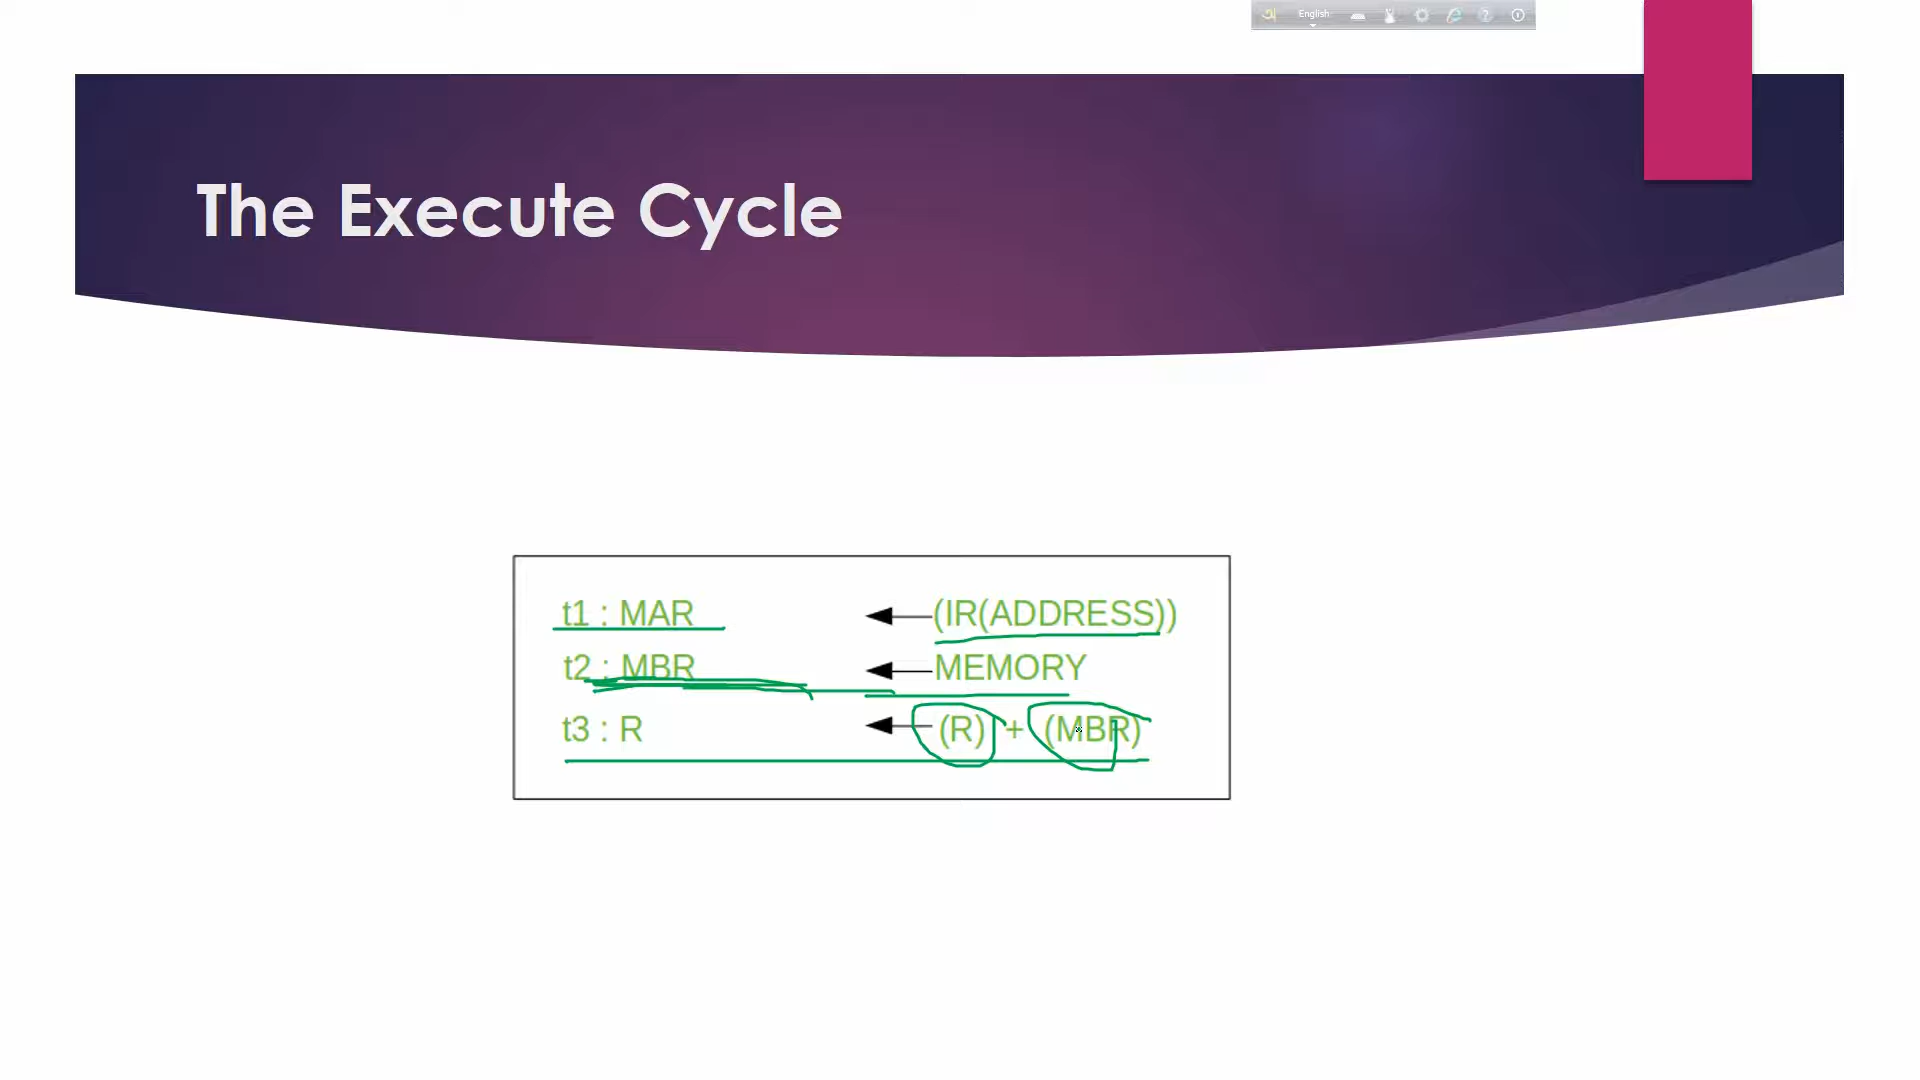 অ English
The Execute Cycle
t1 : MAR (IR(ADDRESS))
t2 : MBR MEMORY
t3 : R (R) + (MBR)